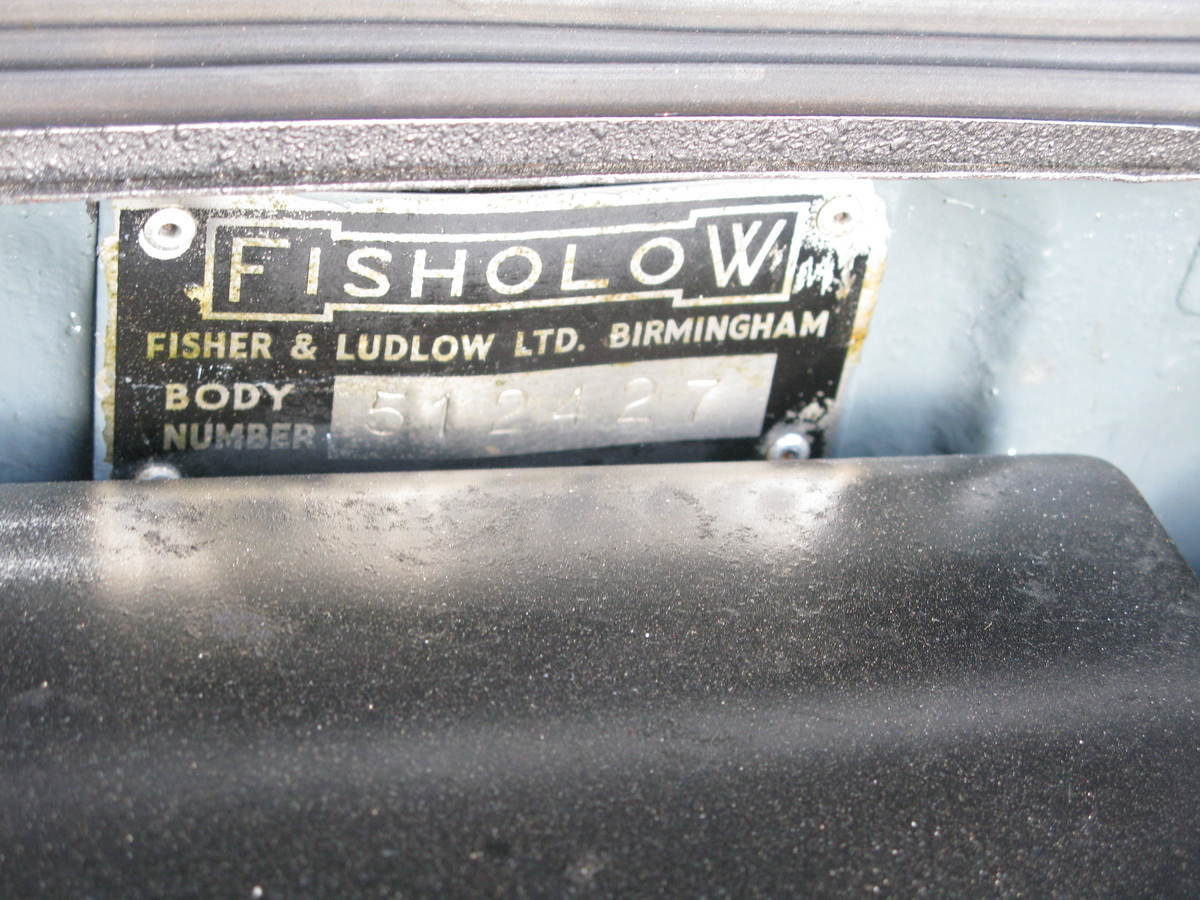 FISHOLOW
FISHER & LUDLOW LTD. BIRMINGHAM
BODY
NUMBER
512427